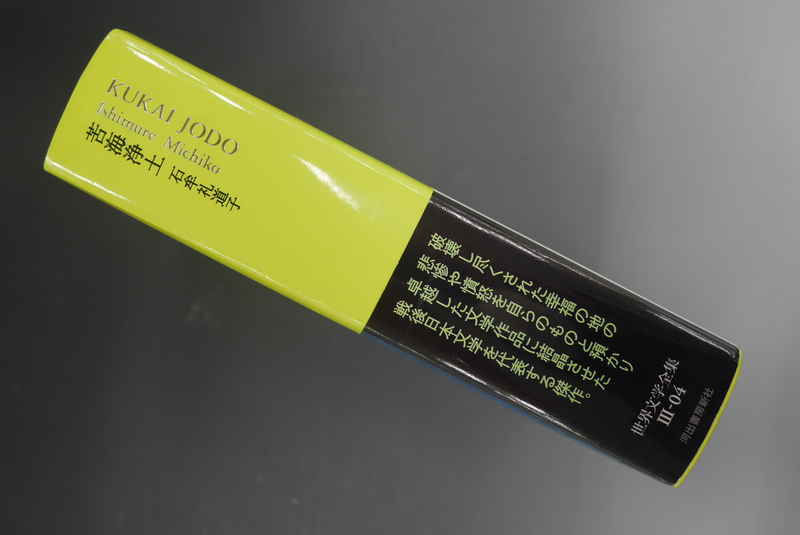 KUKAI JODO
Ishimure Michiko
苦海浄土 石牟礼道子
破壊し尽くされた幸福の地の
悲惨や憤怒を自らのものと預かり
卓越した文学作品に結晶させた
戦後日本文学を代表する傑作。
世界文学全集
III-04
河出書房新社